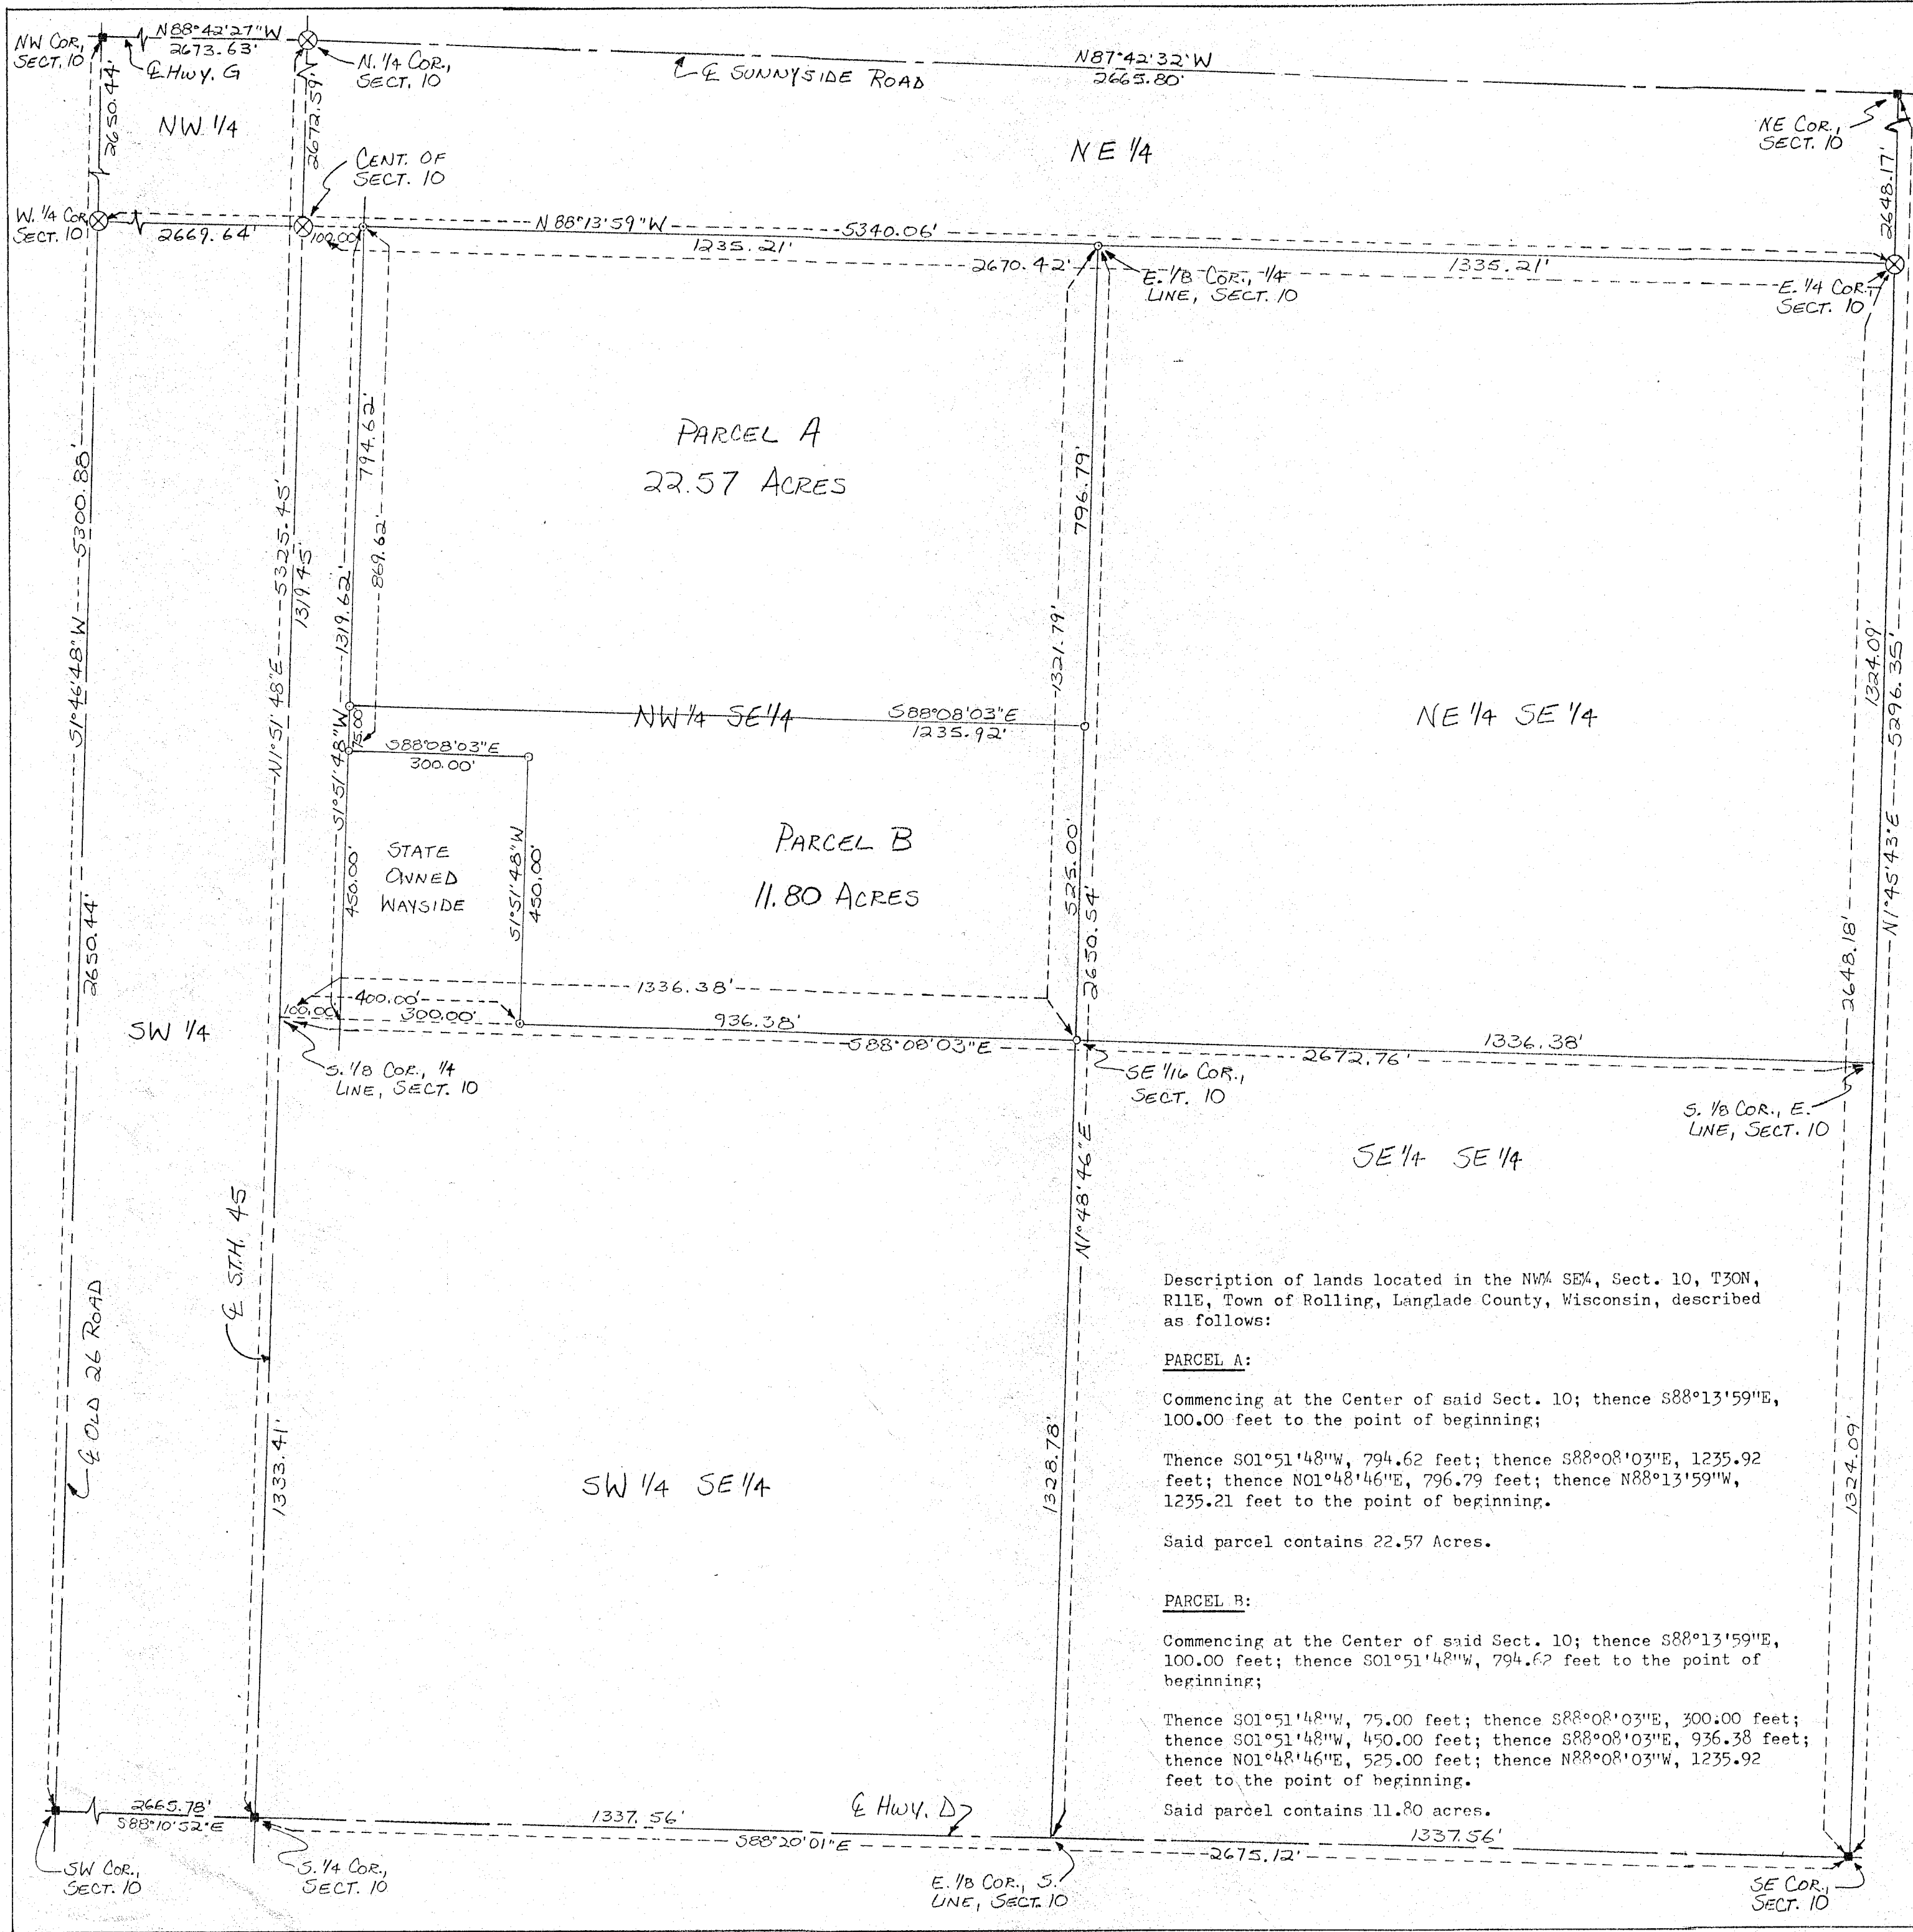 NW COR,
SECT. 10
N88°42'27"W
2673.63'
℄ HWY. G
N. 1/4 COR.,
SECT. 10
℄ SUNNYSIDE ROAD
N87°42'32"W
2665.80'
NE COR.,
SECT. 10
2650.44'
NW 1/4
2672.59'
NE 1/4
2648.17'
CENT. OF
SECT. 10
W. 1/4 COR
SECT. 10
2669.64'
100.00'
N88°13'59"W
5340.06'
1235.21'
2670.42'
E. 1/8 COR., 1/4
LINE, SECT. 10
1335.21'
E. 1/4 COR.,
SECT. 10
PARCEL A
22.57 ACRES
794.62'
869.62'
796.79'
S1°46'48"W
5300.88'
N1°51'48"E
5325.45'
1319.45'
S1°51'48"W
1319.62'
1321.79'
1324.09'
N1°45'43"E
5296.35'
NW 1/4 SE 1/4
S88°08'03"E
1235.92'
NE 1/4 SE 1/4
75.00'
S88°08'03"E
300.00'
STATE
OWNED
WAYSIDE
450.00'
S1°51'48"W
450.00'
PARCEL B
11.80 ACRES
525.00'
2650.54'
2650.44'
2648.18'
1336.38'
400.00'
100.00'
300.00'
936.38'
S88°08'03"E
1336.38'
2672.76'
SW 1/4
S. 1/8 COR., 1/4
LINE, SECT. 10
SE 1/16 COR.,
SECT. 10
S. 1/8 COR., E.
LINE, SECT. 10
SE 1/4 SE 1/4
N1°48'46"E
℄ OLD 26 ROAD
℄ S.T.H. 45
1333.41'
SW 1/4 SE 1/4
1328.78'
1324.09'
Description of lands located in the NW¼ SE¼, Sect. 10, T30N,
R11E, Town of Rolling, Langlade County, Wisconsin, described
as follows:
PARCEL A:
Commencing at the Center of said Sect. 10; thence S88°13'59"E,
100.00 feet to the point of beginning;
Thence S01°51'48"W, 794.62 feet; thence S88°08'03"E, 1235.92
feet; thence N01°48'46"E, 796.79 feet; thence N88°13'59"W,
1235.21 feet to the point of beginning.
Said parcel contains 22.57 Acres.
PARCEL B:
Commencing at the Center of said Sect. 10; thence S88°13'59"E,
100.00 feet; thence S01°51'48"W, 794.62 feet to the point of
beginning;
Thence S01°51'48"W, 75.00 feet; thence S88°08'03"E, 300.00 feet;
thence S01°51'48"W, 450.00 feet; thence S88°08'03"E, 936.38 feet;
thence N01°48'46"E, 525.00 feet; thence N88°08'03"W, 1235.92
feet to the point of beginning.
Said parcel contains 11.80 acres.
2665.78'
S88°10'52"E
1337.56'
℄ HWY. D
S88°20'01"E
1337.56'
2675.12'
SW COR.,
SECT. 10
S. 1/4 COR.,
SECT. 10
E. 1/8 COR., S.
LINE, SECT. 10
SE COR.,
SECT. 10